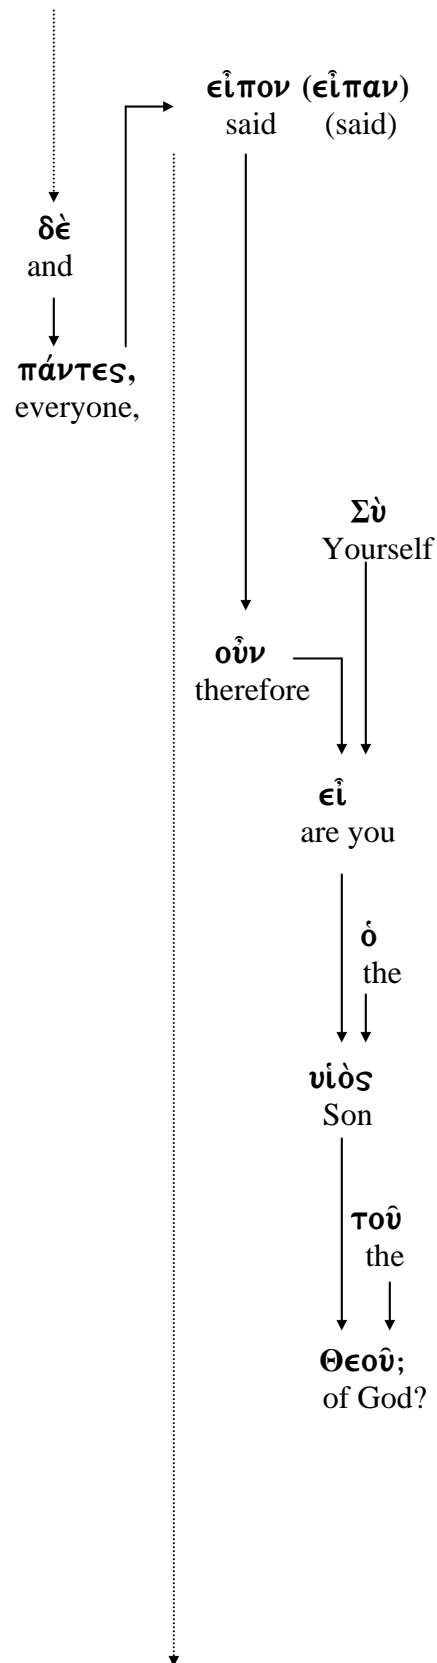 εἶπον (εἶπαν)
said (said)
δὲ
and
πάντες,
everyone,
Σὺ
Yourself
οὖν
therefore
εἶ
are you
ὁ
the
υἱὸς
Son
τοῦ
the
Θεοῦ;
of God?